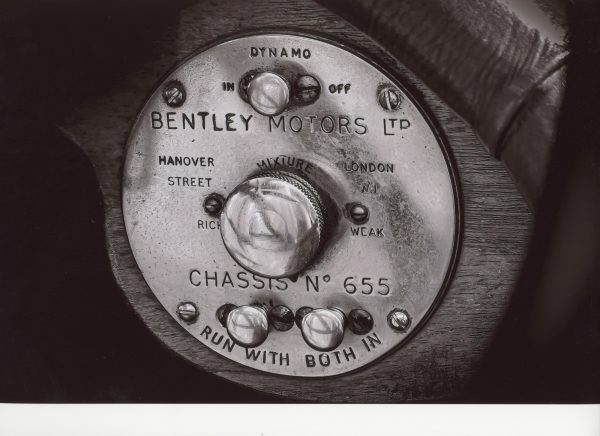 DYNAMO
IN OFF
BENTLEY MOTORS LTD
HANOVER MIXTURE LONDON
STREET W.1
RICH WEAK
CHASSIS No 655
RUN WITH BOTH IN